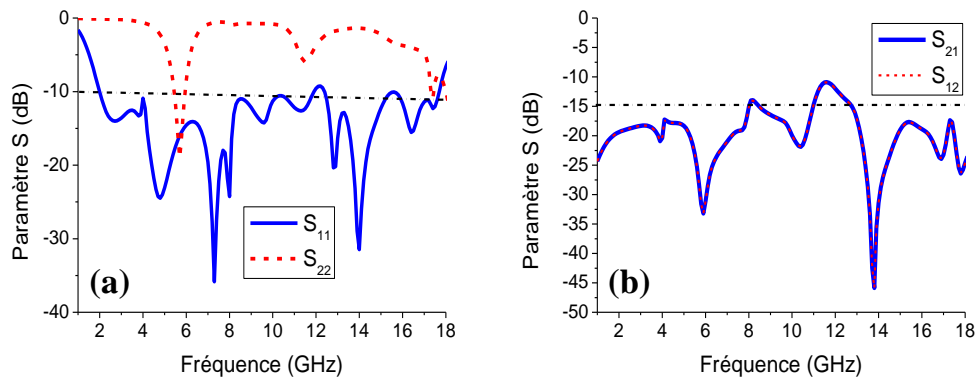 0
-10
-20
-30
-40
Paramètre S (dB)
2 4 6 8 10 12 14 16 18
Fréquence (GHz)
S11
S22
(a)
0
-5
-10
-15
-20
-25
-30
-35
-40
-45
-50
Paramètre S (dB)
2 4 6 8 10 12 14 16 18
Fréquence (GHz)
S21
S12
(b)